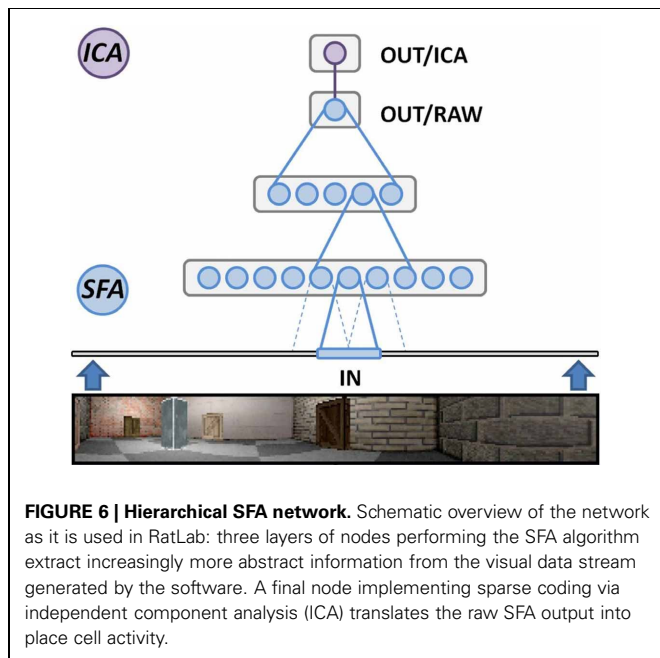 ICA
OUT/ICA
OUT/RAW
SFA
IN
FIGURE 6 | Hierarchical SFA network. Schematic overview of the network
as it is used in RatLab: three layers of nodes performing the SFA algorithm
extract increasingly more abstract information from the visual data stream
generated by the software. A final node implementing sparse coding via
independent component analysis (ICA) translates the raw SFA output into
place cell activity.